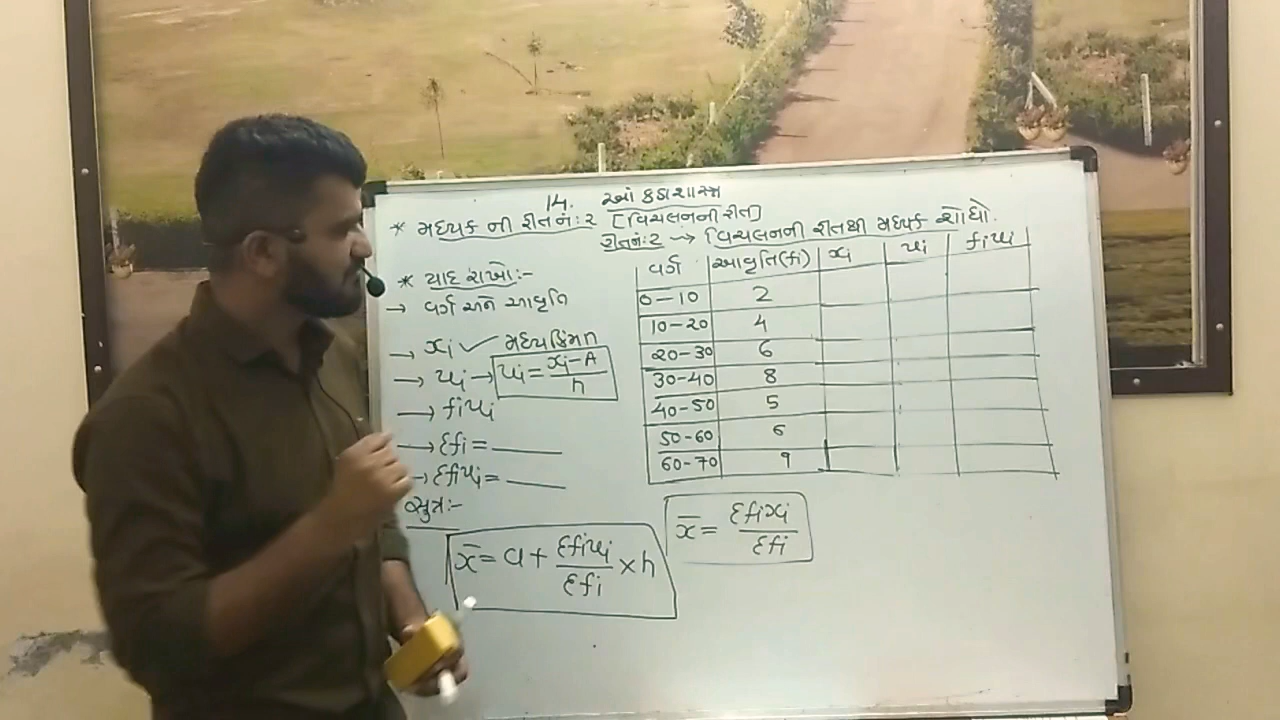 14. આંકડાશાસ્ત્ર
* મધ્યક ની રીત નં: ૨ [વિચલનની રીત]
રીતનં: ૨ → વિચલનની રીતથી મધ્યક શોધો.
* યાદ રાખો:-
→ વર્ગ અને આવૃતિ
→ xi ✓ મધ્યકિંમત
→ ui → ui = (xi - A)/h
→ fiui
→ Σfi = ____
→ Σfiui = ____
સુત્ર:-
x̄ = a + Σfiui/Σfi × h
વર્ગ | આવૃતિ (fi) | xi | ui | fiui
0-10 | 2
10-20 | 4
20-30 | 6
30-40 | 8
40-50 | 5
50-60 | 6
60-70 | 9
x̄ = Σfixi/Σfi